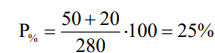 P% = (50 + 20)/280 · 100 = 25%